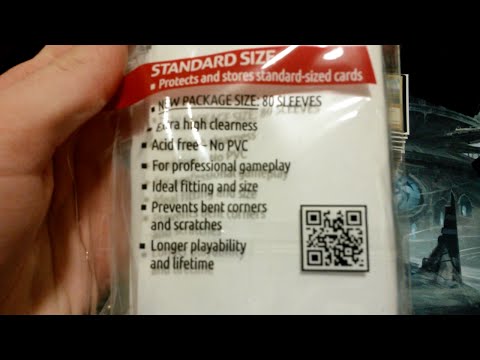 STANDARD SIZE
▪ Protects and stores standard-sized cards
▪ NEW PACKAGE SIZE: 80 SLEEVES
▪ Extra high clearness
▪ Acid free – No PVC
▪ For professional gameplay
▪ Ideal fitting and size
▪ Prevents bent corners
and scratches
▪ Longer playability
and lifetime